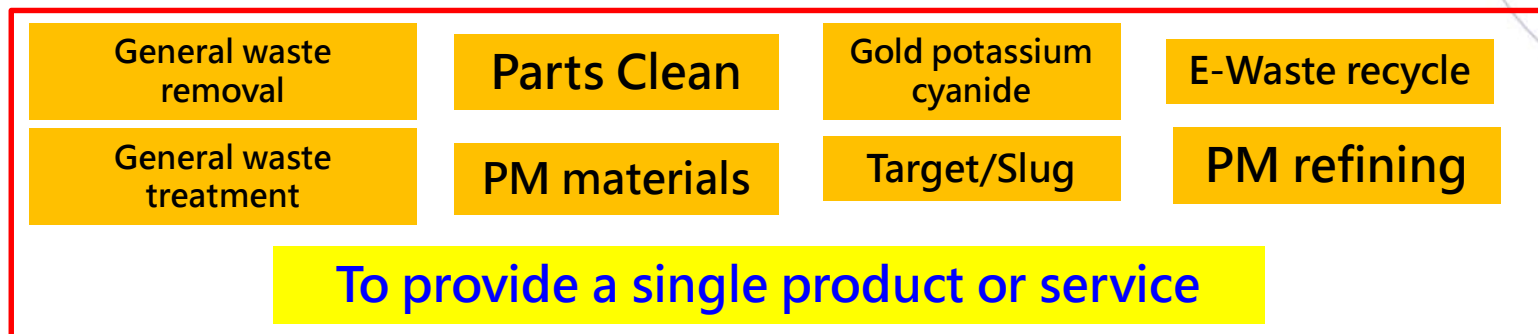 General waste
removal
Parts Clean
Gold potassium
cyanide
E-Waste recycle
General waste
treatment
PM materials
Target/Slug
PM refining
To provide a single product or service